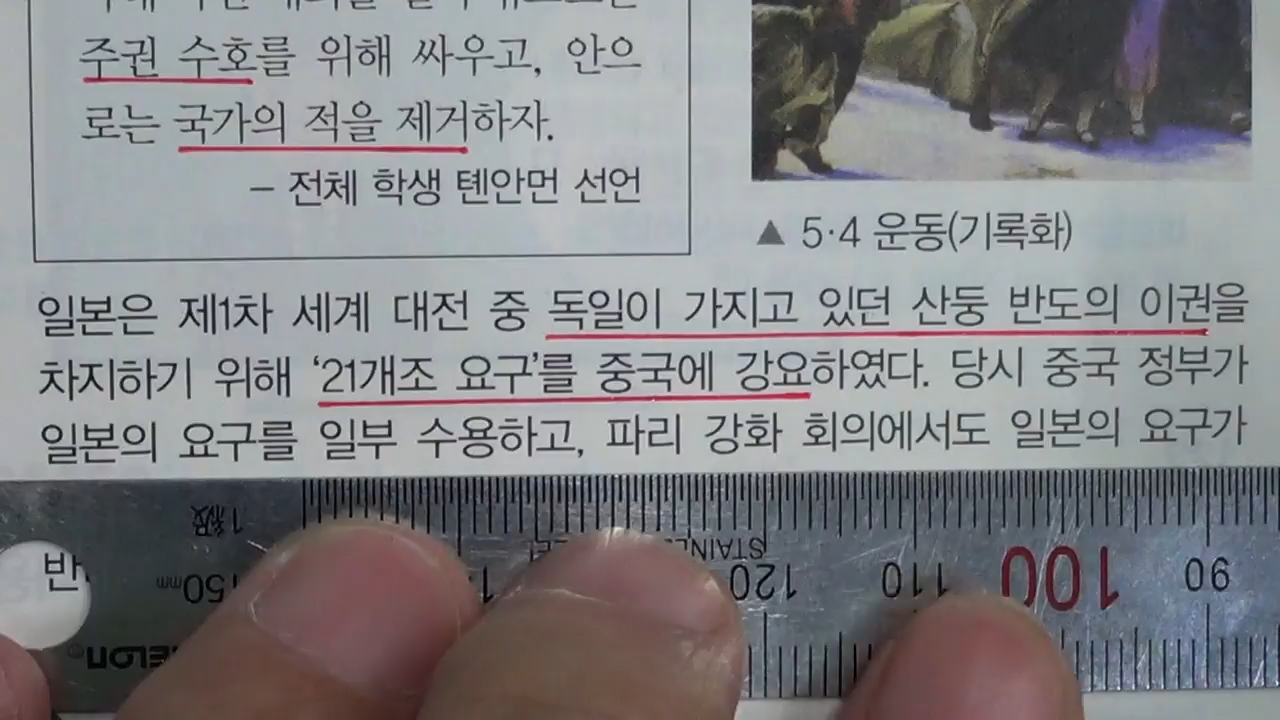 주권 수호를 위해 싸우고, 안으
로는 국가의 적을 제거하자.
- 전체 학생 톈안먼 선언
▲ 5·4 운동(기록화)
일본은 제1차 세계 대전 중 독일이 가지고 있던 산둥 반도의 이권을
차지하기 위해 '21개조 요구'를 중국에 강요하였다. 당시 중국 정부가
일본의 요구를 일부 수용하고, 파리 강화 회의에서도 일본의 요구가
반
1級
150mm 120 110 100 90